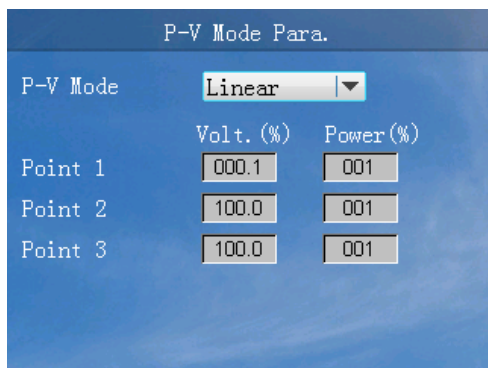 P-V Mode Para.
P-V Mode Linear
Volt.(%) Power(%)
Point 1 000.1 001
Point 2 100.0 001
Point 3 100.0 001